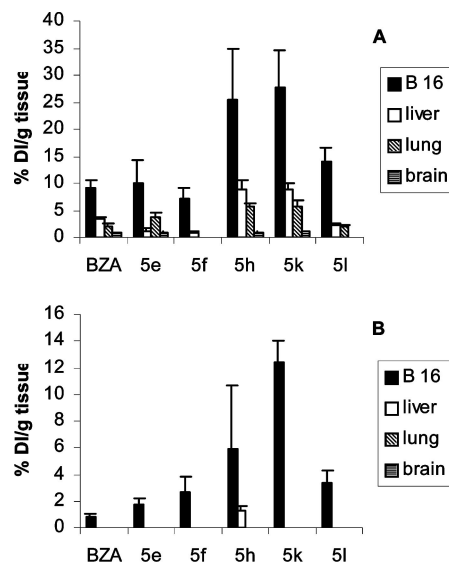 A
% DI/g tissue
40
35
30
25
20
15
10
5
0
BZA 5e 5f 5h 5k 5l
B 16
liver
lung
brain
B
% DI/g tissue
16
14
12
10
8
6
4
2
0
BZA 5e 5f 5h 5k 5l
B 16
liver
lung
brain